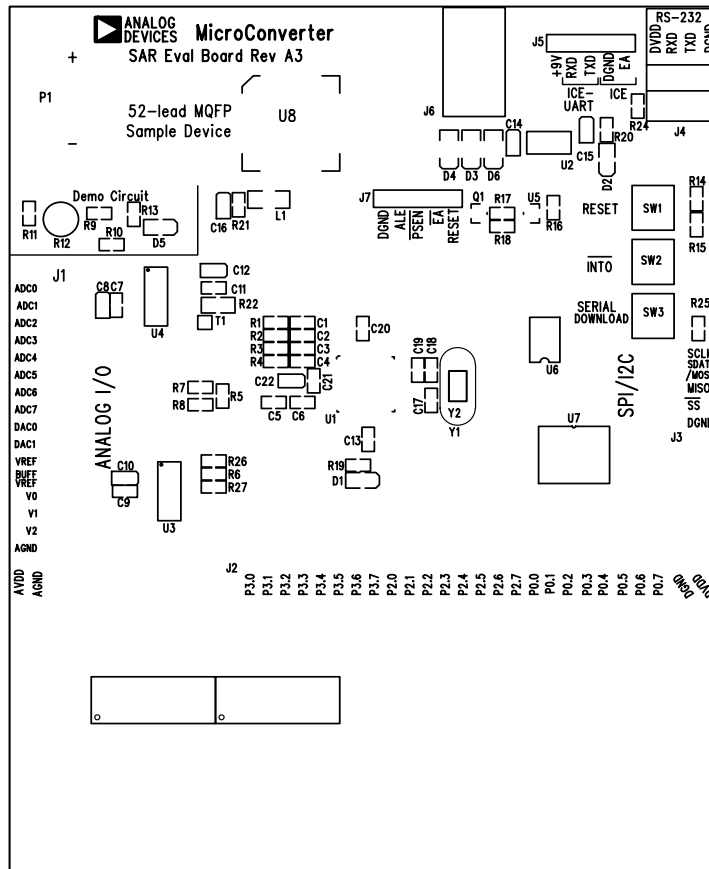 ANALOG
DEVICES
MicroConverter
SAR Eval Board Rev A3
+
P1
-
52-lead MQFP
Sample Device
U8
J6
J5
+9V
RXD
TXD
DGND
EA
ICE-
UART
ICE
RS-232
DVDD
RXD
TXD
DGND
J4
R24
R20
C15
D2
U2
C14
D4
D3
D6
Demo Circuit
R11
R12
R9
R10
R13
D5
C16
R21
L1
J7
DGND
ALE
PSEN
EA
RESET
Q1
R17
R18
U5
R16
RESET
SW1
R14
R15
INT0
SW2
SERIAL
DOWNLOAD
SW3
R25
J1
ADC0
ADC1
ADC2
ADC3
ADC4
ADC5
ADC6
ADC7
DAC0
DAC1
VREF
BUFF
VREF
V0
V1
V2
AGND
AVDD
AGND
ANALOG I/O
C8
C7
U4
C12
C11
R22
T1
R1
R2
R3
R4
C1
C2
C3
C4
C20
C22
C21
R7
R8
R5
C5
C6
U1
C13
C19
C18
C17
Y2
Y1
U6
U7
SPI/I2C
SCLK
SDAT
/MOS
MISO
SS
DGND
J3
C10
C9
U3
R26
R6
R27
R19
D1
J2
P3.0
P3.1
P3.2
P3.3
P3.4
P3.5
P3.6
P3.7
P2.0
P2.1
P2.2
P2.3
P2.4
P2.5
P2.6
P2.7
P0.0
P0.1
P0.2
P0.3
P0.4
P0.5
P0.6
P0.7
DGND
DVDD